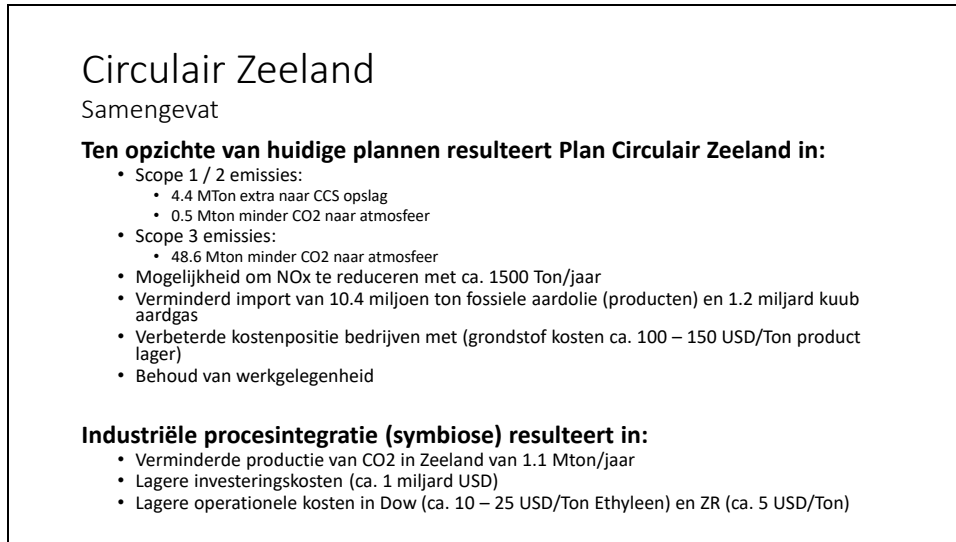 Circulair Zeeland
Samengevat
Ten opzichte van huidige plannen resulteert Plan Circulair Zeeland in:
• Scope 1 / 2 emissies:
• 4.4 MTon extra naar CCS opslag
• 0.5 Mton minder CO2 naar atmosfeer
• Scope 3 emissies:
• 48.6 Mton minder CO2 naar atmosfeer
• Mogelijkheid om NOx te reduceren met ca. 1500 Ton/jaar
• Verminderd import van 10.4 miljoen ton fossiele aardolie (producten) en 1.2 miljard kuub
aardgas
• Verbeterde kostenpositie bedrijven met (grondstof kosten ca. 100 – 150 USD/Ton product
lager)
• Behoud van werkgelegenheid
Industriële procesintegratie (symbiose) resulteert in:
• Verminderde productie van CO2 in Zeeland van 1.1 Mton/jaar
• Lagere investeringskosten (ca. 1 miljard USD)
• Lagere operationele kosten in Dow (ca. 10 – 25 USD/Ton Ethyleen) en ZR (ca. 5 USD/Ton)